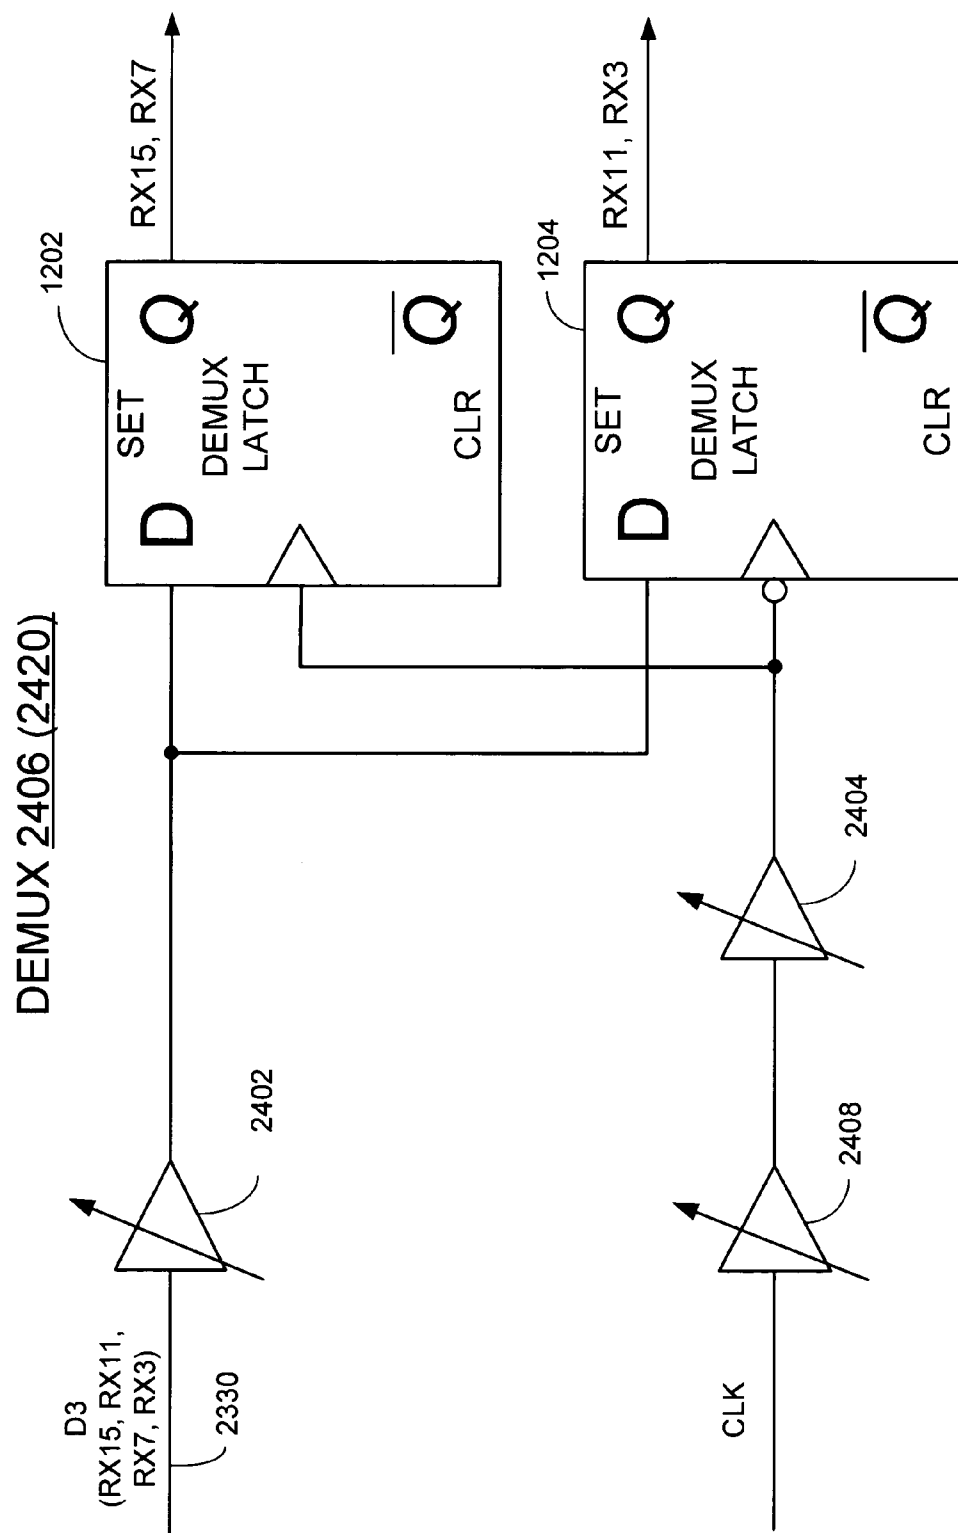 DEMUX 2406 (2420)
D3
(RX15, RX11,
RX7, RX3)
2330
2402
1202
SET
D
Q
DEMUX
LATCH
CLR
Q
RX15, RX7
CLK
2408
2404
1204
SET
D
Q
DEMUX
LATCH
CLR
Q
RX11, RX3